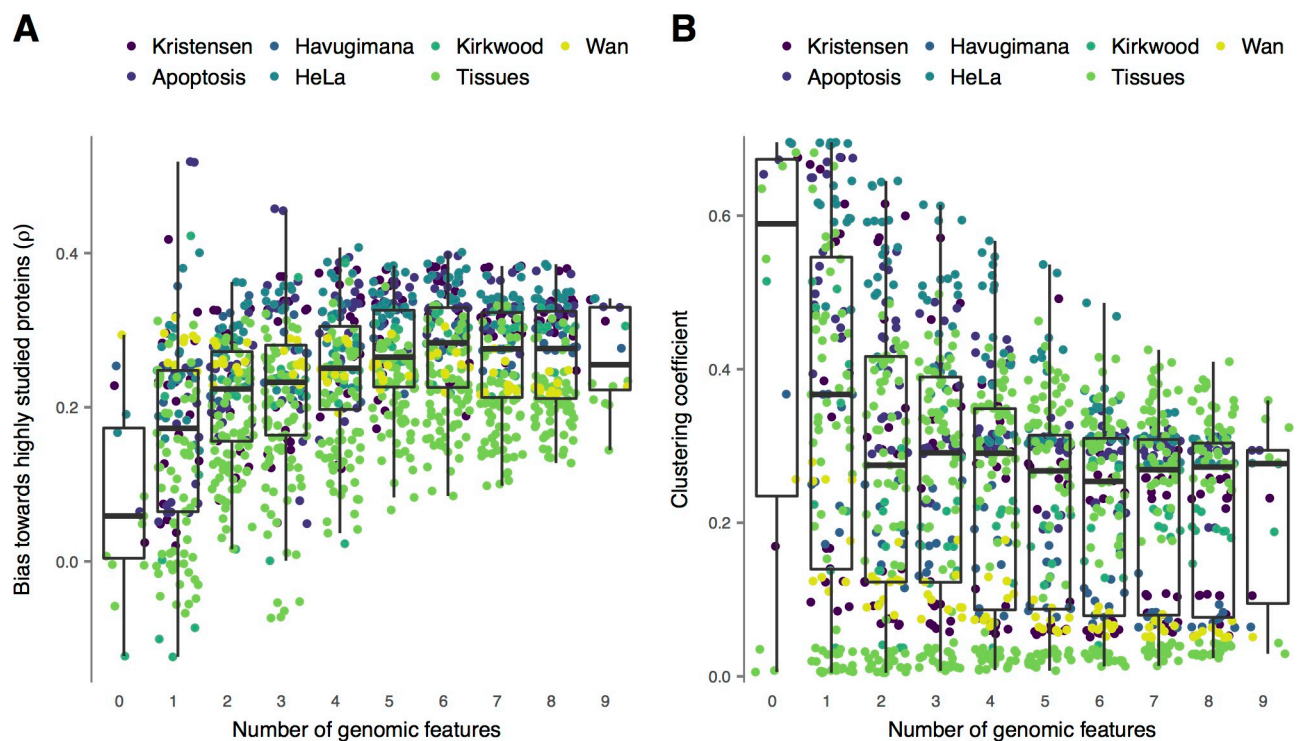 A
Kristensen Havugimana Kirkwood Wan
Apoptosis HeLa Tissues
Bias towards highly studied proteins (ρ)
0.4
0.2
0.0
0 1 2 3 4 5 6 7 8 9
Number of genomic features
B
Kristensen Havugimana Kirkwood Wan
Apoptosis HeLa Tissues
Clustering coefficient
0.6
0.4
0.2
0.0
0 1 2 3 4 5 6 7 8 9
Number of genomic features